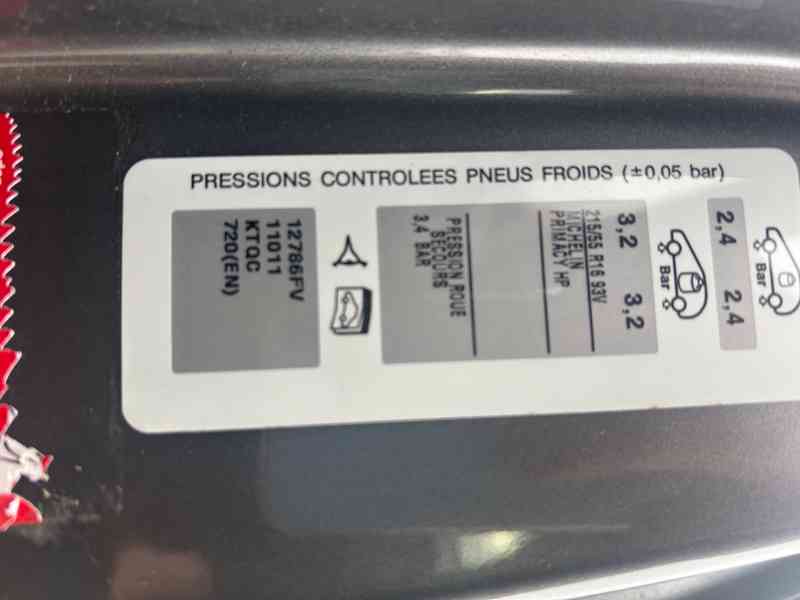 PRESSIONS CONTROLEES PNEUS FROIDS (±0,05 bar)
Bar
2,4 2,4
Bar
3,2 3,2
215/55 R16 93V
MICHELIN
PRIMACY HP
PRESSION ROUE
SECOURS
3,4 BAR
12786FV
11011
KTQC
720(EN)